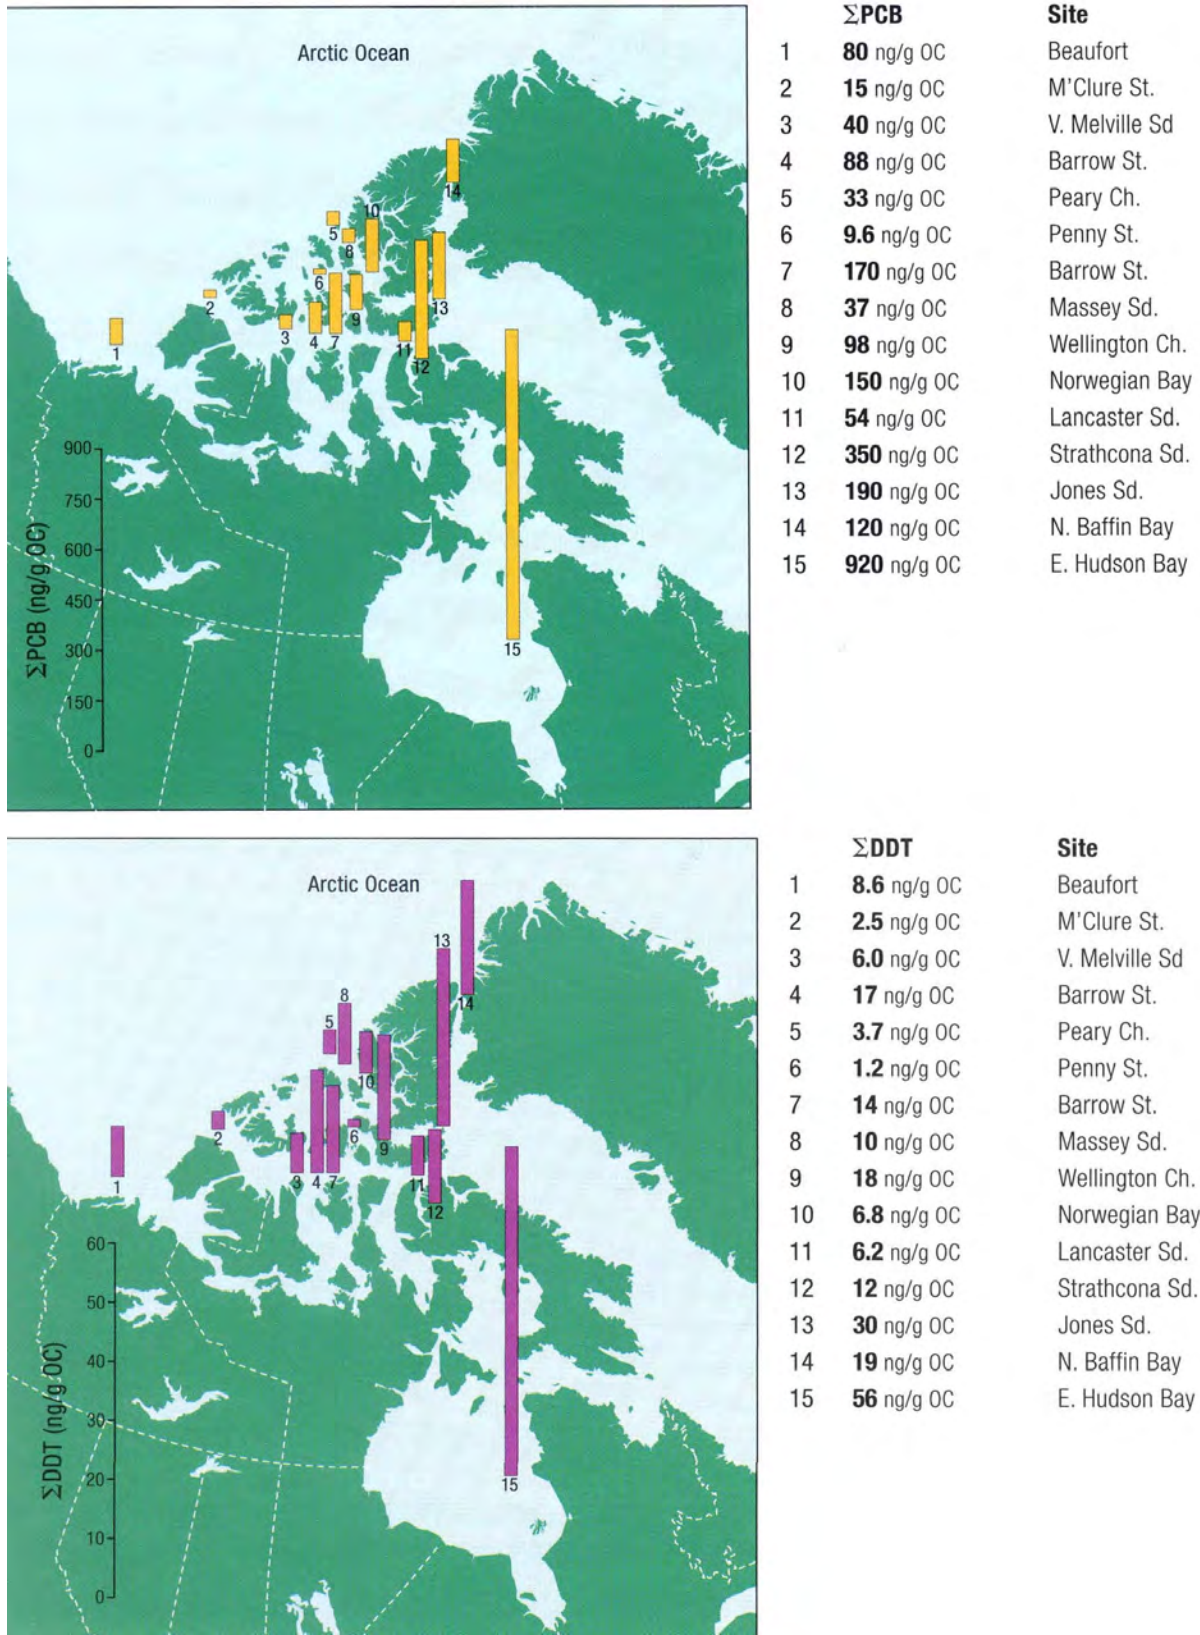 Arctic Ocean
14
10
5
8
6
2
13
9
3
4
7
11
1
12
15
900
750
600
450
300
150
0
ΣPCB (ng/g OC)
ΣPCB Site
1 80 ng/g OC Beaufort
2 15 ng/g OC M'Clure St.
3 40 ng/g OC V. Melville Sd
4 88 ng/g OC Barrow St.
5 33 ng/g OC Peary Ch.
6 9.6 ng/g OC Penny St.
7 170 ng/g OC Barrow St.
8 37 ng/g OC Massey Sd.
9 98 ng/g OC Wellington Ch.
10 150 ng/g OC Norwegian Bay
11 54 ng/g OC Lancaster Sd.
12 350 ng/g OC Strathcona Sd.
13 190 ng/g OC Jones Sd.
14 120 ng/g OC N. Baffin Bay
15 920 ng/g OC E. Hudson Bay
Arctic Ocean
13
8
14
5
10
2
6
9
1
3
4
7
11
12
15
60
50
40
30
20
10
0
ΣDDT (ng/g OC)
ΣDDT Site
1 8.6 ng/g OC Beaufort
2 2.5 ng/g OC M'Clure St.
3 6.0 ng/g OC V. Melville Sd
4 17 ng/g OC Barrow St.
5 3.7 ng/g OC Peary Ch.
6 1.2 ng/g OC Penny St.
7 14 ng/g OC Barrow St.
8 10 ng/g OC Massey Sd.
9 18 ng/g OC Wellington Ch.
10 6.8 ng/g OC Norwegian Bay
11 6.2 ng/g OC Lancaster Sd.
12 12 ng/g OC Strathcona Sd.
13 30 ng/g OC Jones Sd.
14 19 ng/g OC N. Baffin Bay
15 56 ng/g OC E. Hudson Bay